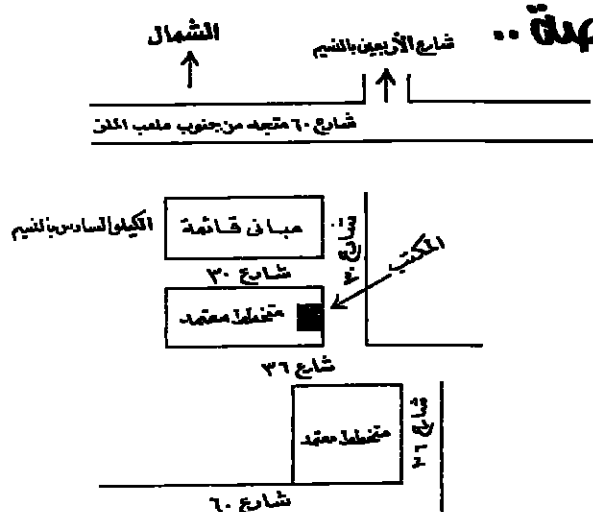 الشمال
شارع الأربعين بالنسيم
شارع ٦٠ متجه من جنوب ملعب الملز
الكيلو السادس بالنسيم
مباني قائمة
شارع ٣٠
شارع ٣٠
المكتب
مخطط معتمد
شارع ٣٦
مخطط معتمد
شارع ٣٦
شارع ٦٠